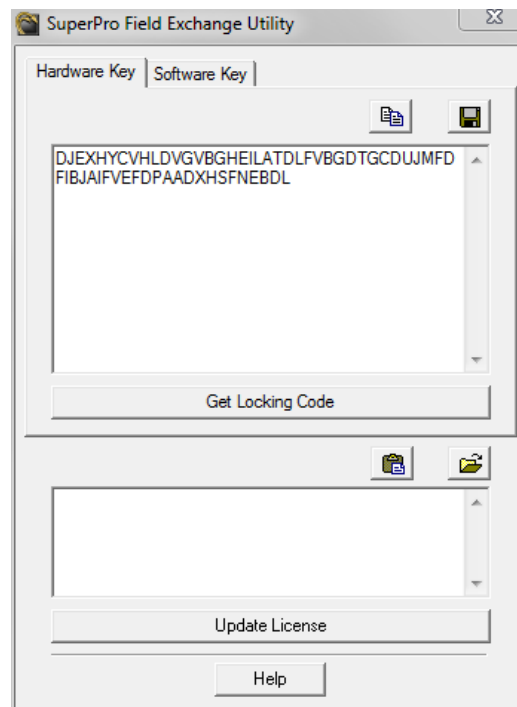 SuperPro Field Exchange Utility
Hardware Key
Software Key
DJEXHYCVHLDVGVBGHEILATDLFVBGDTGCDUJMFD
FIBJAIFVEFDPAADXHSFNEBDL
Get Locking Code
Update License
Help